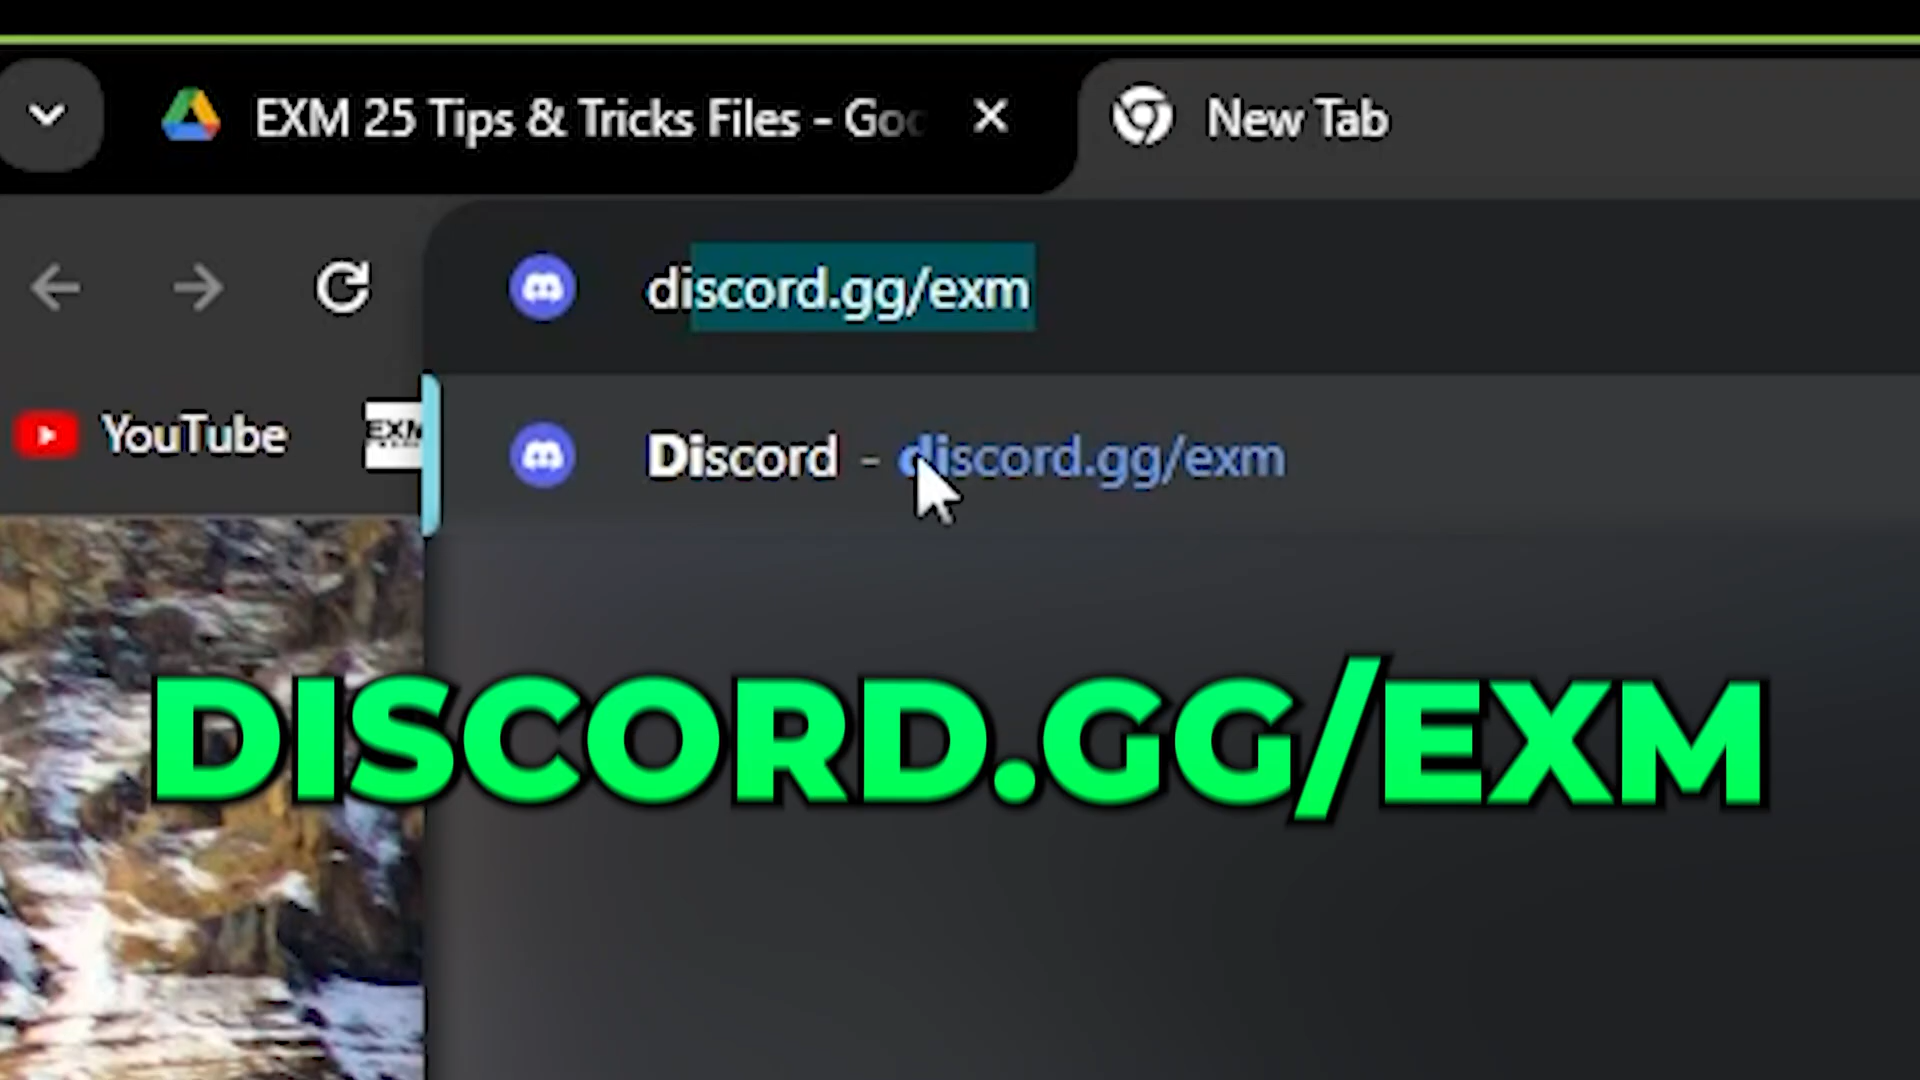 EXM 25 Tips & Tricks Files - Goo
New Tab
discord.gg/exm
YouTube
EXM
Discord - discord.gg/exm
DISCORD.GG/EXM